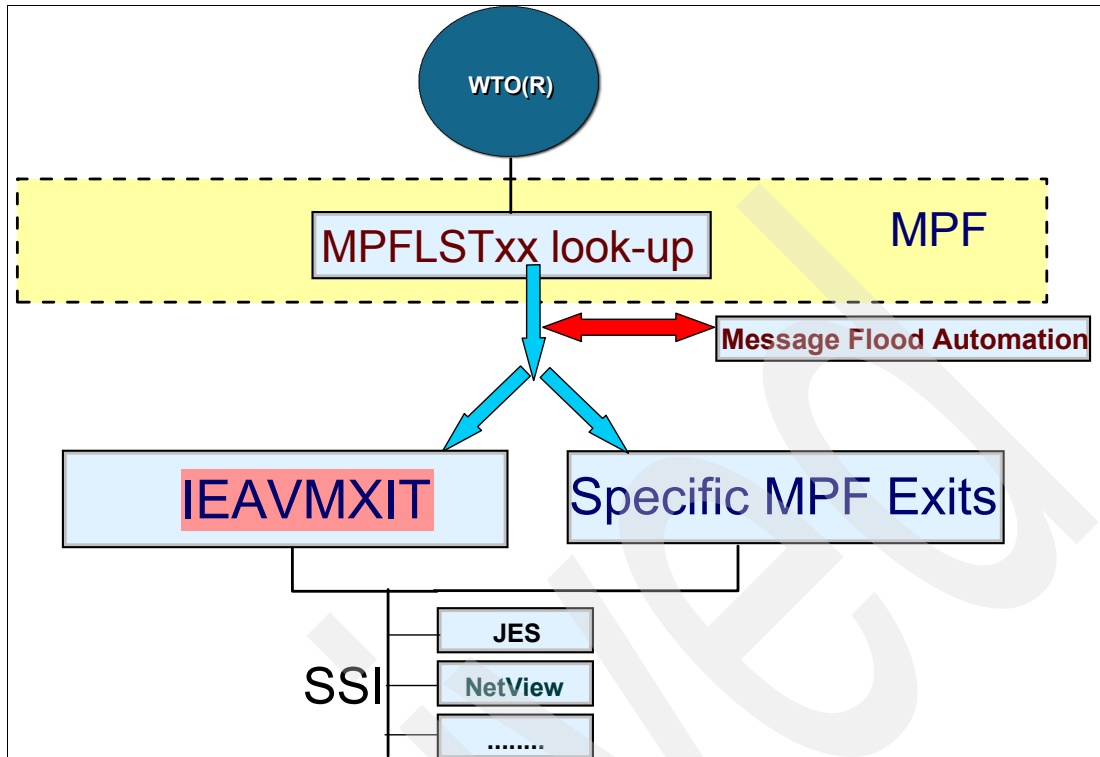 WTO(R)
MPF
MPFLSTxx look-up
Message Flood Automation
IEAVMXIT
Specific MPF Exits
JES
SSI
NetView
........